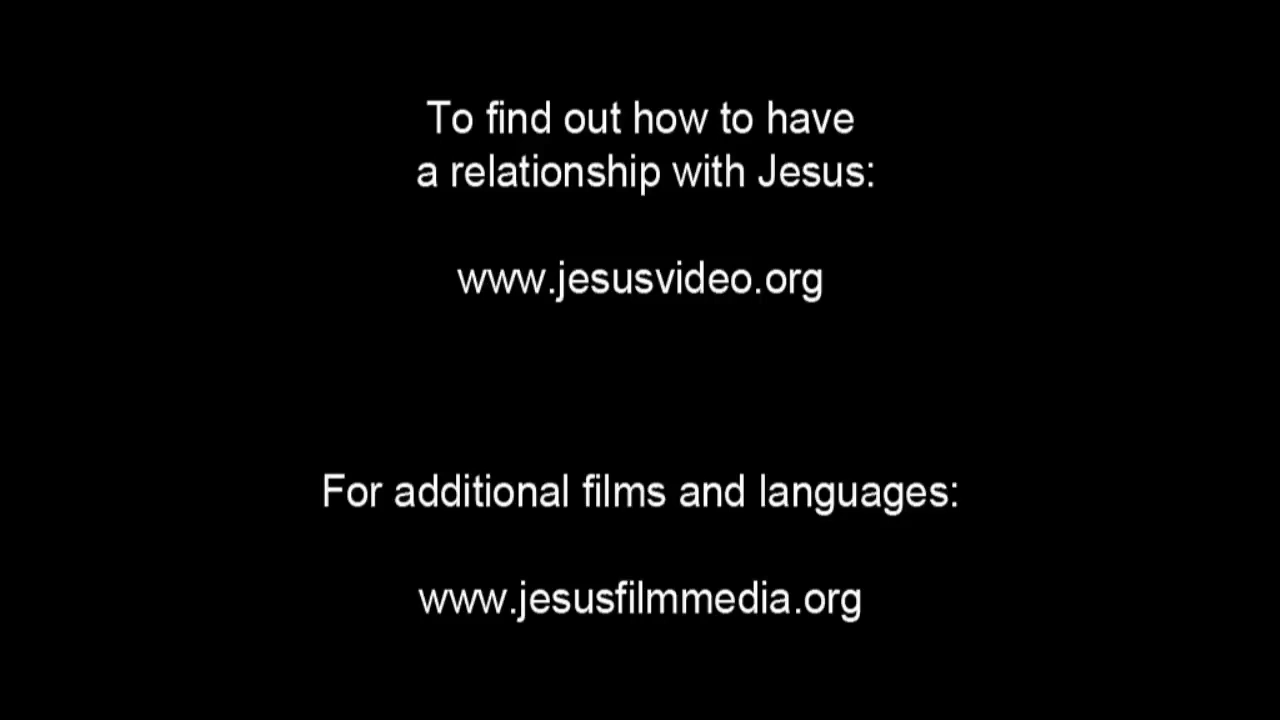 To find out how to have
a relationship with Jesus:
www.jesusvideo.org
For additional films and languages:
www.jesusfilmmedia.org